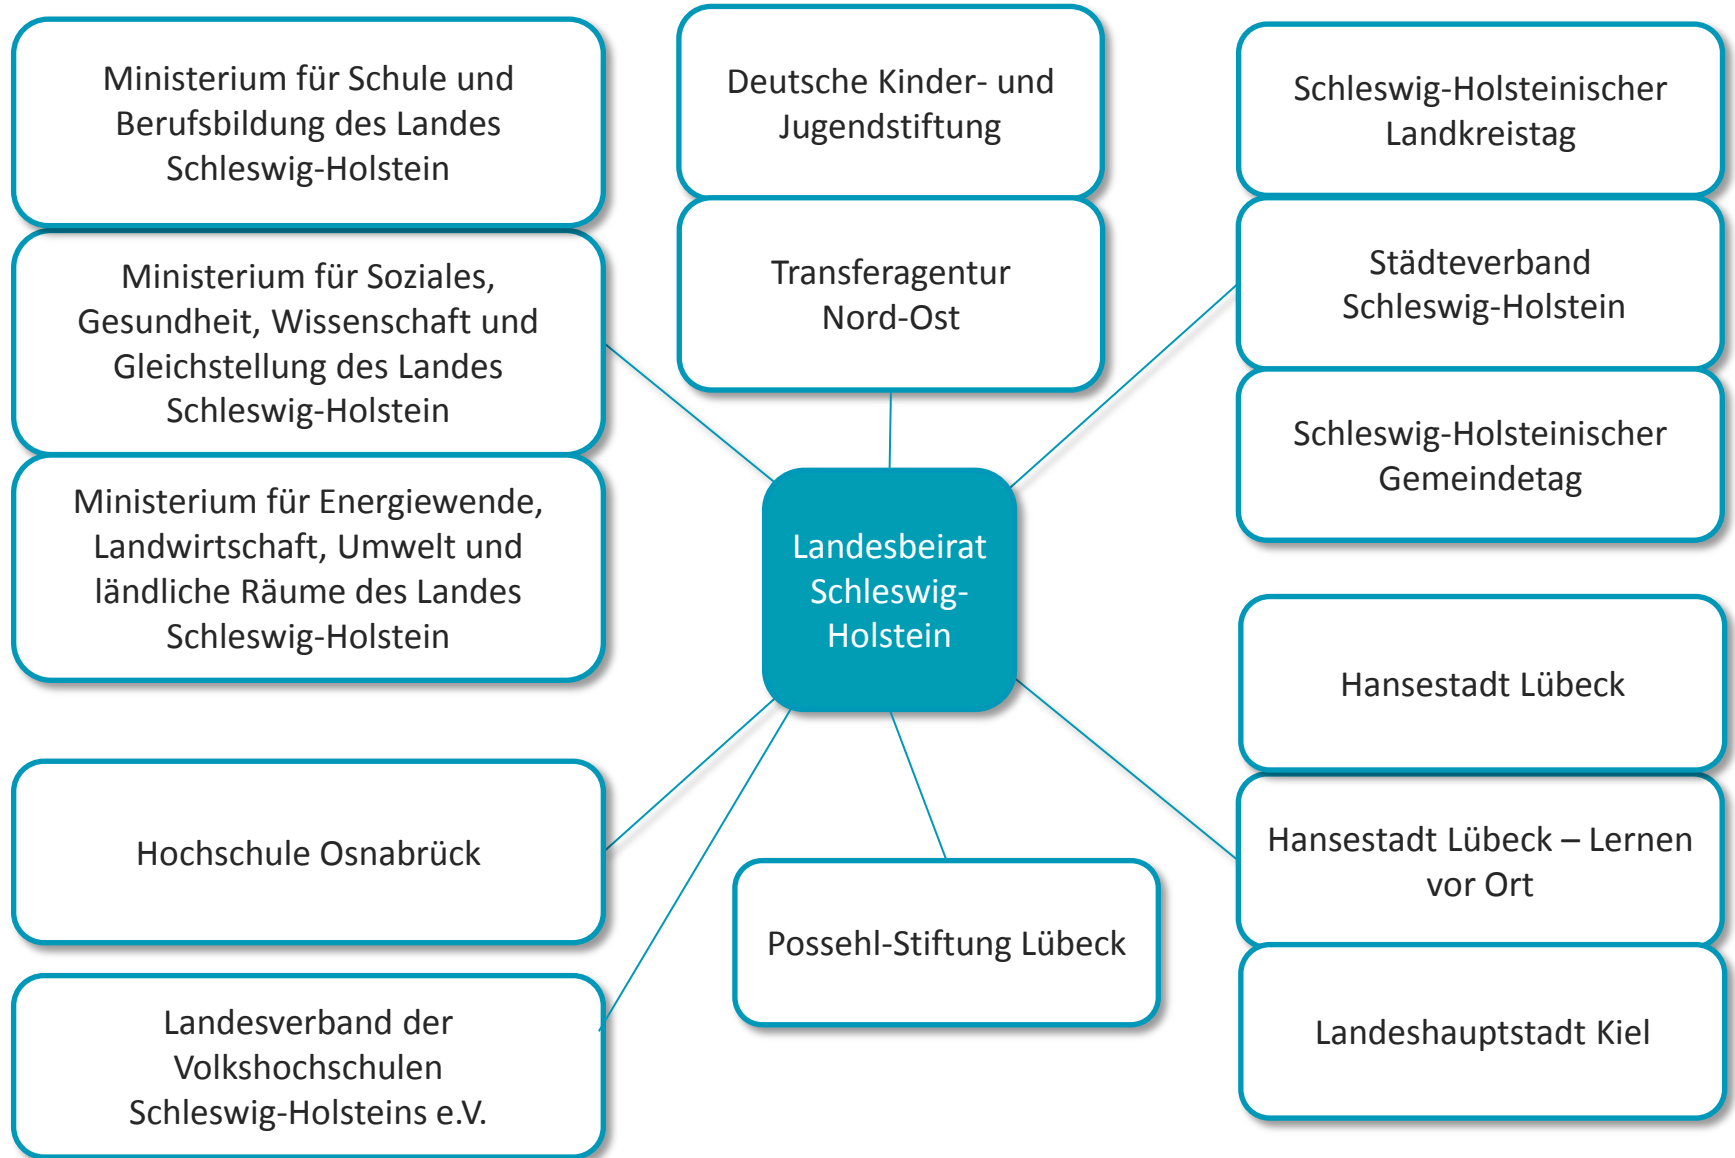 Ministerium für Schule und
Berufsbildung des Landes
Schleswig-Holstein
Ministerium für Soziales,
Gesundheit, Wissenschaft und
Gleichstellung des Landes
Schleswig-Holstein
Ministerium für Energiewende,
Landwirtschaft, Umwelt und
ländliche Räume des Landes
Schleswig-Holstein
Deutsche Kinder- und
Jugendstiftung
Transferagentur
Nord-Ost
Schleswig-Holsteinischer
Landkreistag
Städteverband
Schleswig-Holstein
Schleswig-Holsteinischer
Gemeindetag
Landesbeirat
Schleswig-
Holstein
Hochschule Osnabrück
Landesverband der
Volkshochschulen
Schleswig-Holsteins e.V.
Possehl-Stiftung Lübeck
Hansestadt Lübeck
Hansestadt Lübeck – Lernen
vor Ort
Landeshauptstadt Kiel